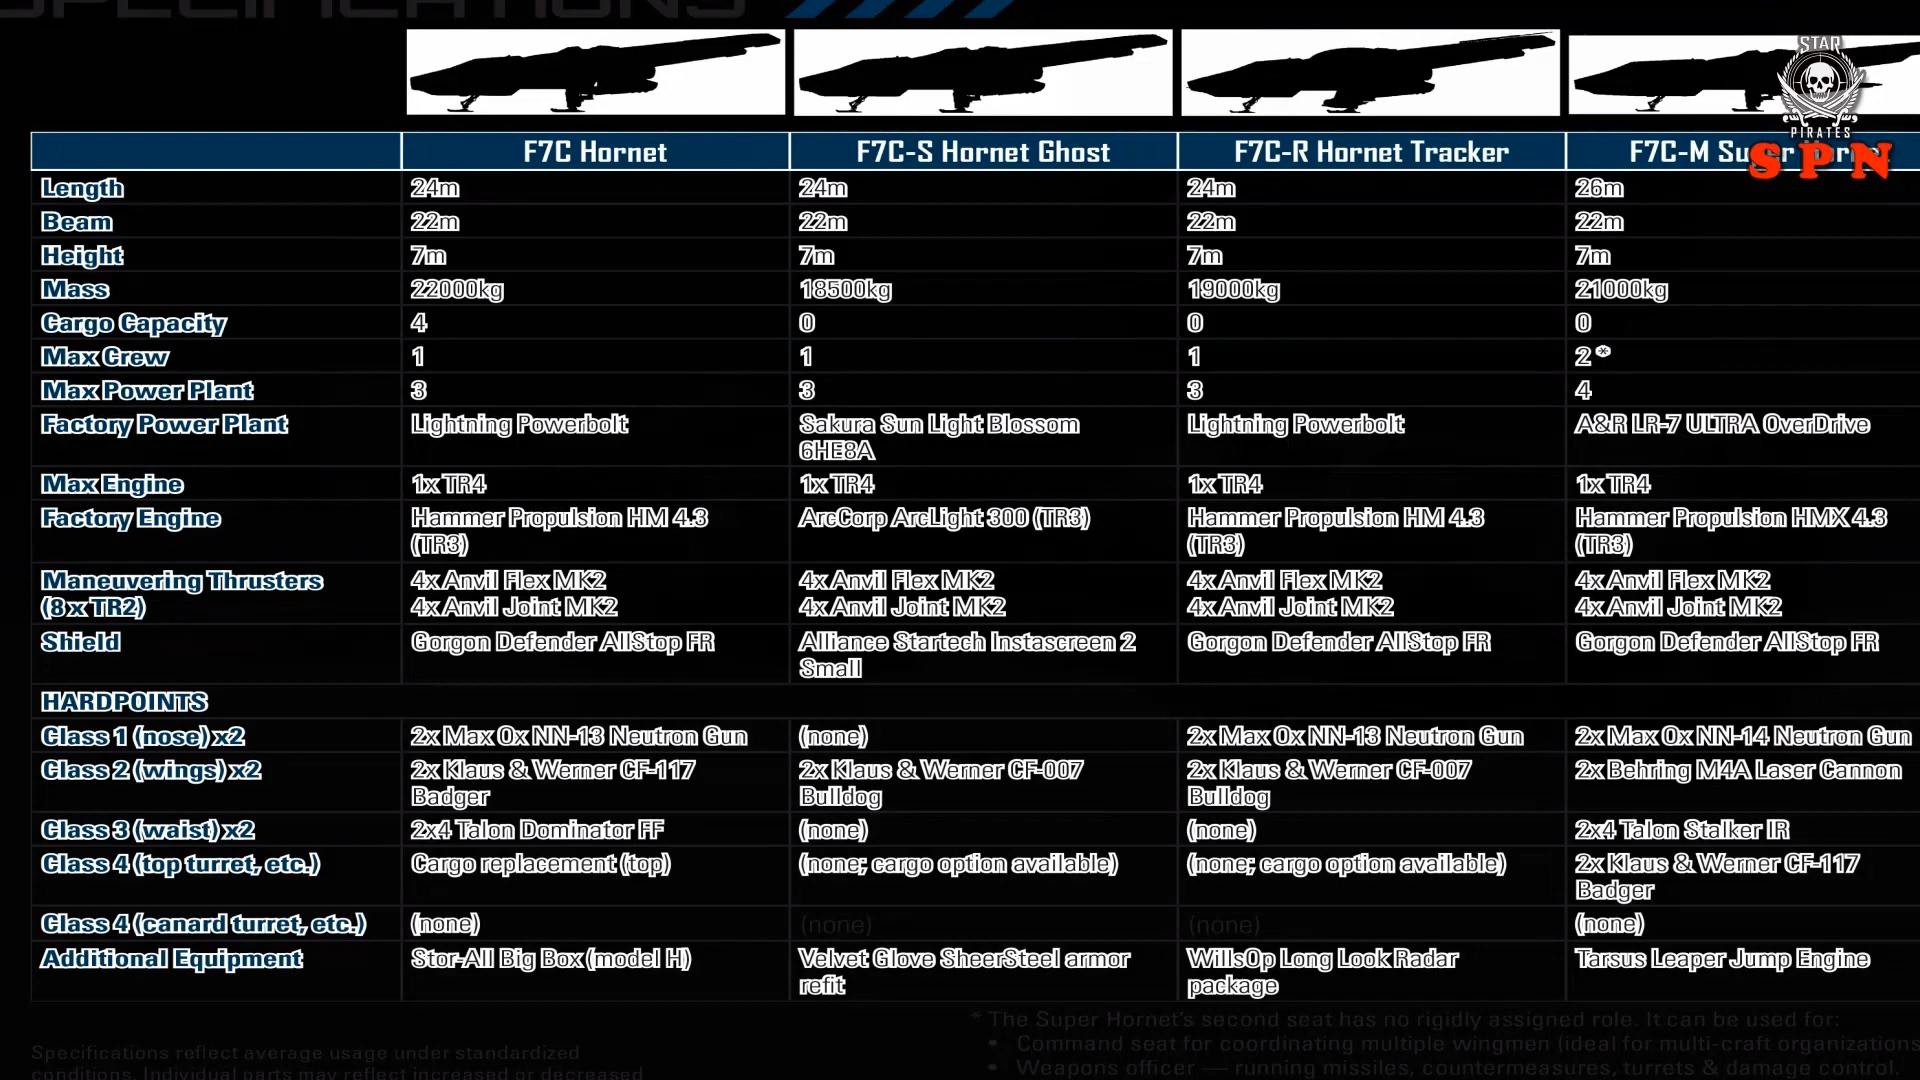 SPECIFICATIONS
STAR
PIRATES
SPN
F7C Hornet	F7C-S Hornet Ghost	F7C-R Hornet Tracker	F7C-M Super Hornet
Length	24m	24m	24m	26m
Beam	22m	22m	22m	22m
Height	7m	7m	7m	7m
Mass	22000kg	18500kg	19000kg	21000kg
Cargo Capacity	4	0	0	0
Max Crew	1	1	1	2 *
Max Power Plant	3	3	3	4
Factory Power Plant	Lightning Powerbolt	Sakura Sun Light Blossom	Lightning Powerbolt	A&R LR-7 ULTRA OverDrive
6HE8A
Max Engine	1x TR4	1x TR4	1x TR4	1x TR4
Factory Engine	Hammer Propulsion HM 4.3	ArcCorp ArcLight 300 (TR3)	Hammer Propulsion HM 4.3	Hammer Propulsion HMX 4.3
(TR3)	(TR3)	(TR3)
Maneuvering Thrusters	4x Anvil Flex MK2	4x Anvil Flex MK2	4x Anvil Flex MK2	4x Anvil Flex MK2
(8 x TR2)	4x Anvil Joint MK2	4x Anvil Joint MK2	4x Anvil Joint MK2	4x Anvil Joint MK2
Shield	Gorgon Defender AllStop FR	Alliance Startech Instascreen 2	Gorgon Defender AllStop FR	Gorgon Defender AllStop FR
Small
HARDPOINTS
Class 1 (nose) x2	2x Max Ox NN-13 Neutron Gun	(none)	2x Max Ox NN-13 Neutron Gun	2x Max Ox NN-14 Neutron Gun
Class 2 (wings) x2	2x Klaus & Werner CF-117	2x Klaus & Werner CF-007	2x Klaus & Werner CF-007	2x Behring M4A Laser Cannon
Badger	Bulldog	Bulldog
Class 3 (waist) x2	2x4 Talon Dominator FF	(none)	(none)	2x4 Talon Stalker IR
Class 4 (top turret, etc.)	Cargo replacement (top)	(none; cargo option available)	(none; cargo option available)	2x Klaus & Werner CF-117
Badger
Class 4 (canard turret, etc.)	(none)	(none)	(none)	(none)
Additional Equipment	Stor-All Big Box (model H)	Velvet Glove SheerSteel armor	WillsOp Long Look Radar	Tarsus Leaper Jump Engine
refit	package
* The Super Hornet's second seat has no rigidly assigned role. It can be used for:
• Command seat for coordinating multiple wingmen (ideal for multi-craft organizations
• Weapons officer — running missiles, countermeasures, turrets & damage control.
Specifications reflect average usage under standardized
conditions. Individual parts may reflect increased or decreased